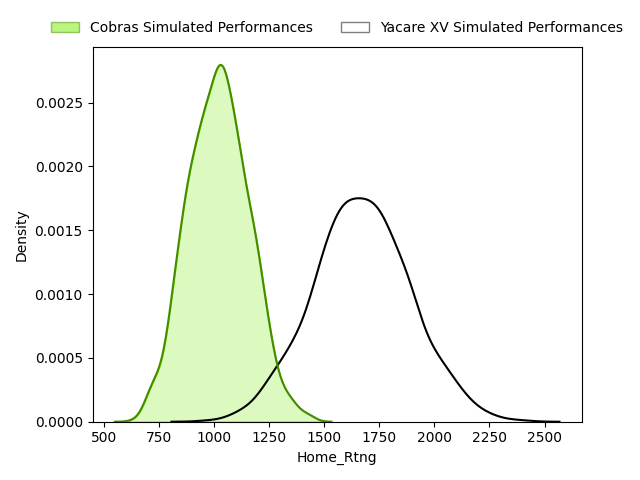 Cobras Simulated Performances Yacare XV Simulated Performances
Density
0.0025
0.0020
0.0015
0.0010
0.0005
0.0000
500 750 1000 1250 1500 1750 2000 2250 2500
Home_Rtng